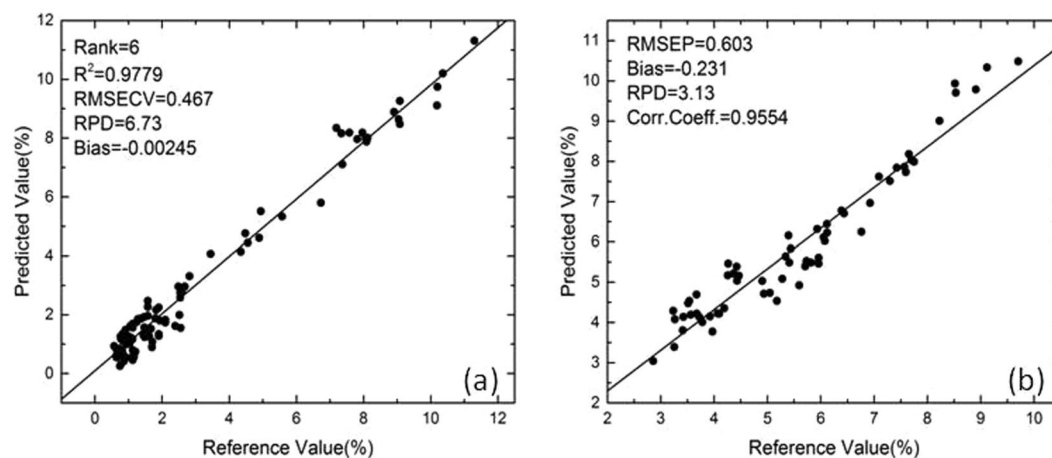 Rank=6
R²=0.9779
RMSECV=0.467
RPD=6.73
Bias=-0.00245
12
10
8
6
4
2
0
0 2 4 6 8 10 12
Predicted Value(%)
Reference Value(%)
(a)
RMSEP=0.603
Bias=-0.231
RPD=3.13
Corr.Coeff.=0.9554
11
10
9
8
7
6
5
4
3
2
2 3 4 5 6 7 8 9 10
Predicted Value(%)
Reference Value(%)
(b)